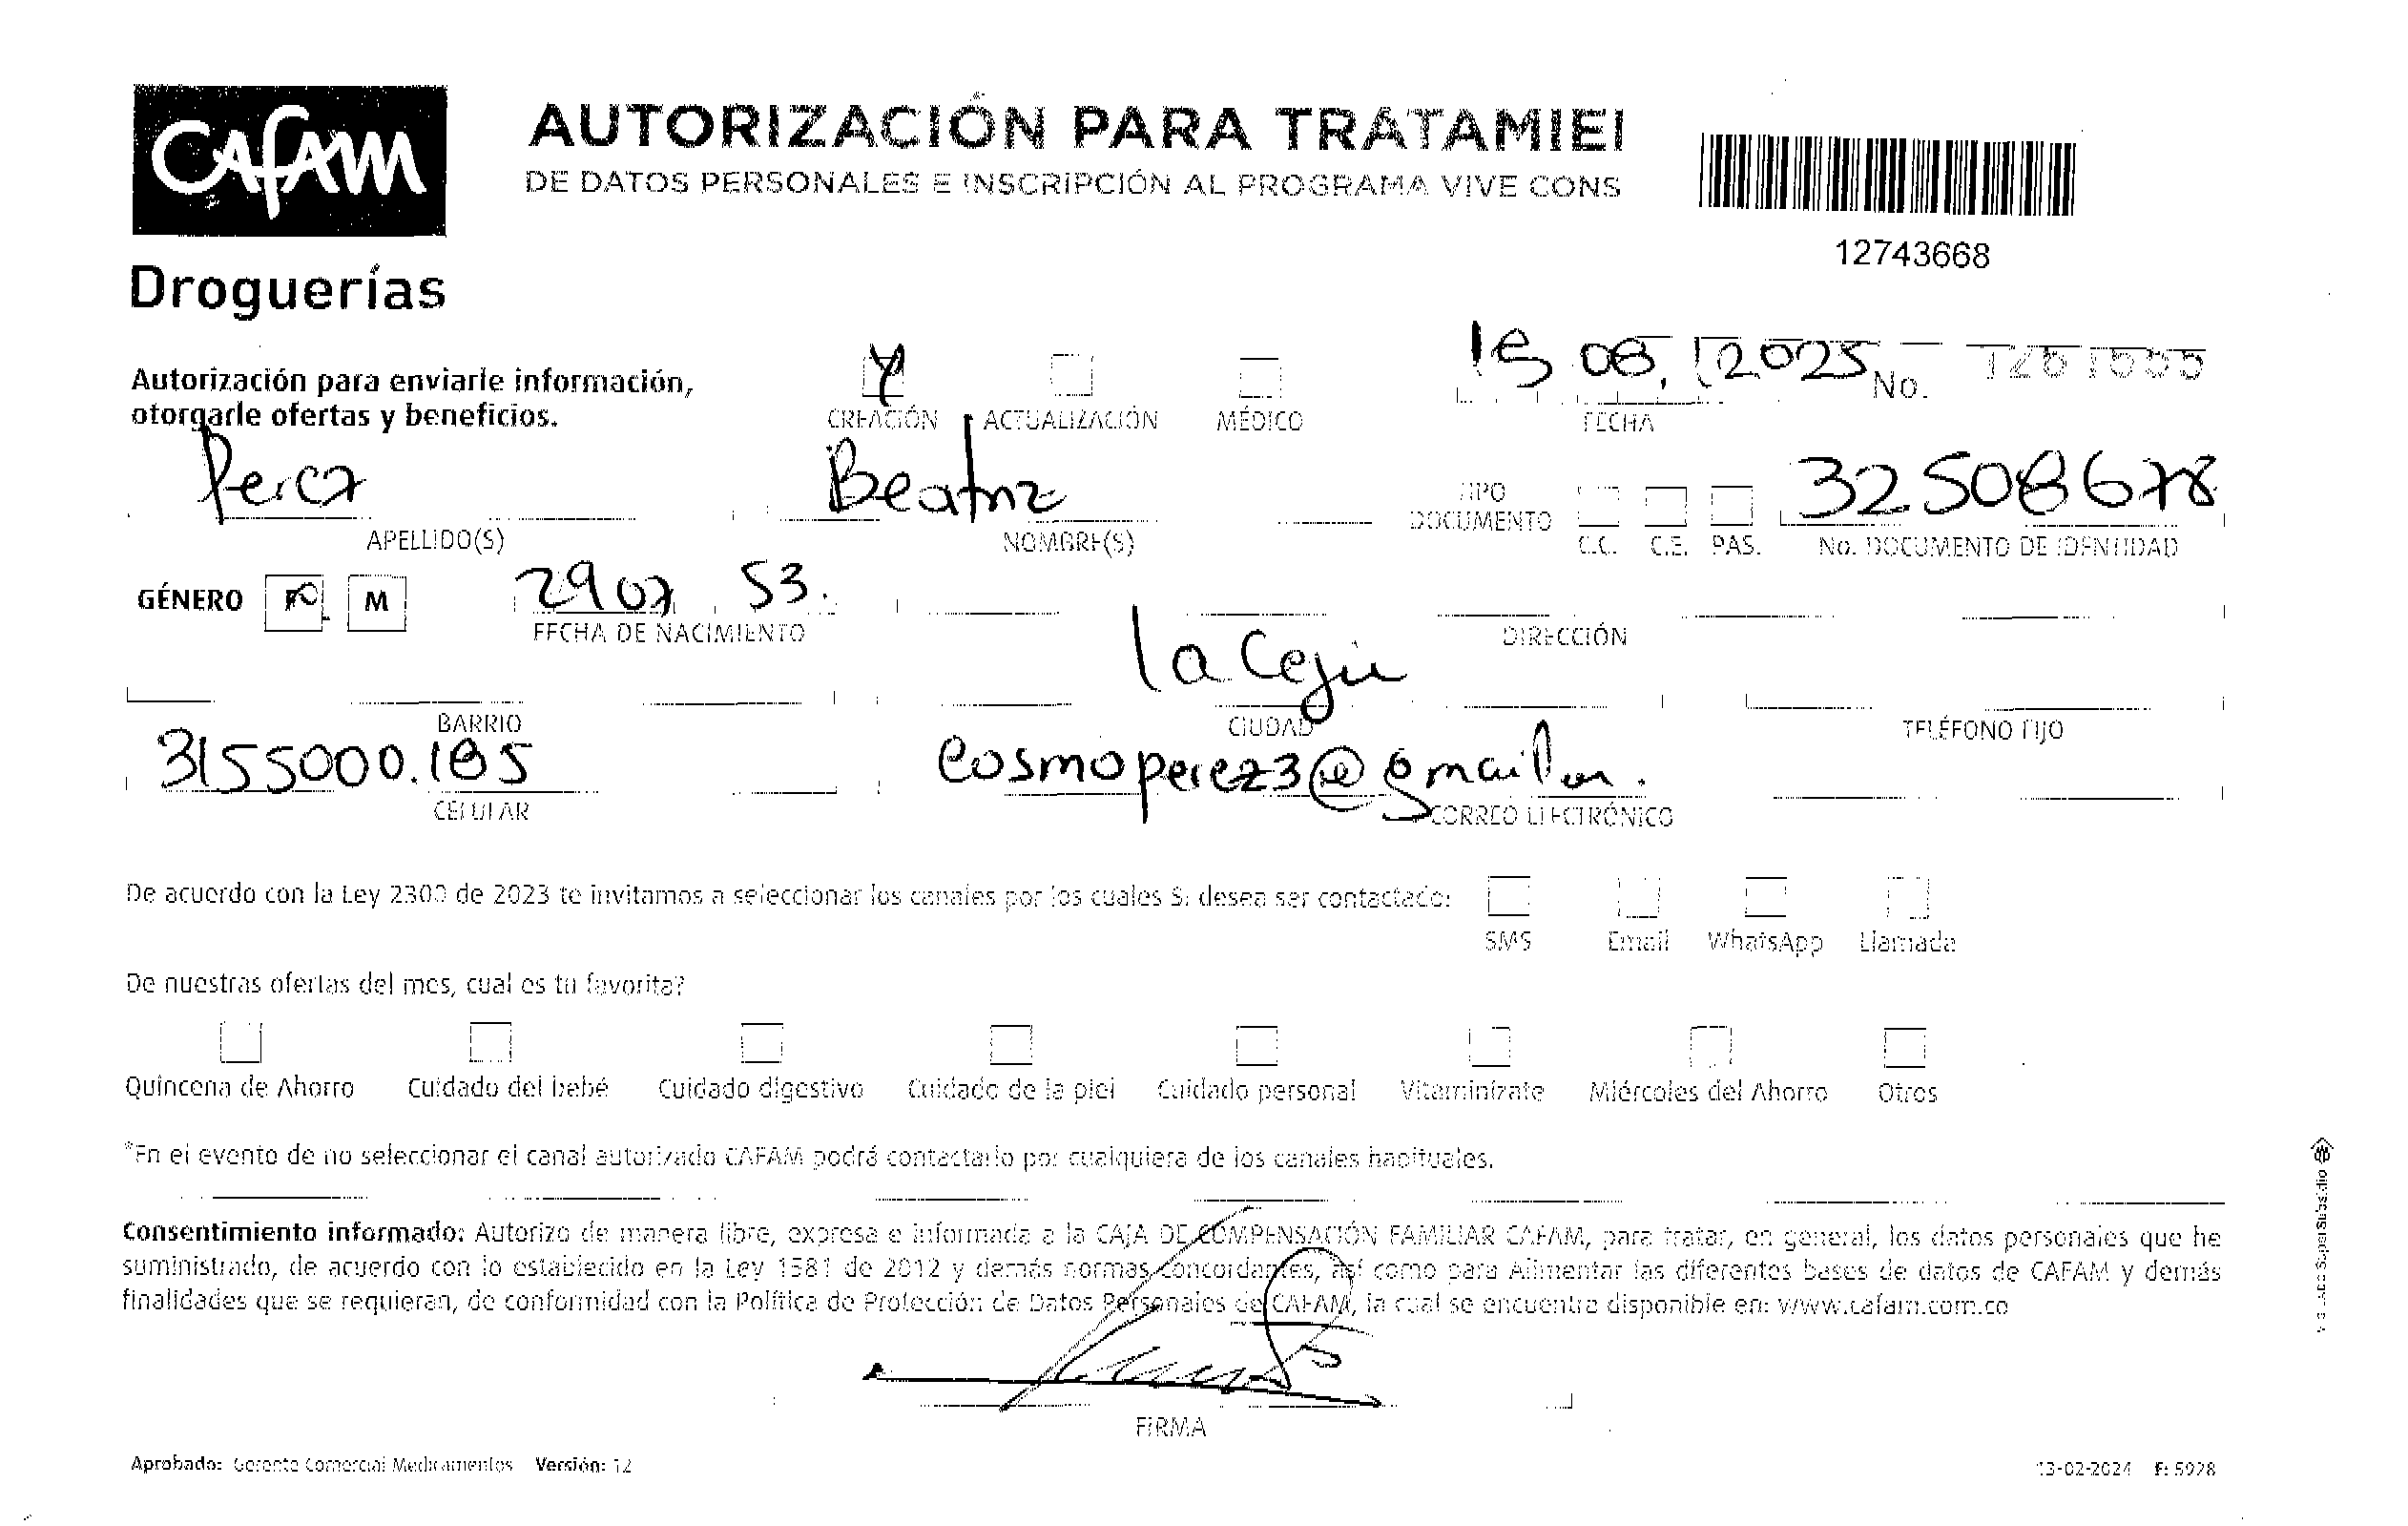 CAFAM
Droguerías
AUTORIZACIÓN PARA TRATAMIEI
DE DATOS PERSONALES E INSCRIPCIÓN AL PROGRAMA VIVE CONS
12743668
Autorización para enviarle información,
otorgarle ofertas y beneficios.
CREACIÓN ACTUALIZACIÓN MÉDICO
15 08 2025 No.
FECHA
Perez Beatriz 32508678
APELLIDO(S) NOMBRE(S) TIPO DOCUMENTO C.C. C.E. PAS. No. DOCUMENTO DE IDENTIDAD
GÉNERO F M 2907 53.
FECHA DE NACIMIENTO DIRECCIÓN
La Ceja
BARRIO CIUDAD TELÉFONO FIJO
3155000.185 cosmoperez3@gmail
CELULAR CORREO ELECTRÓNICO
De acuerdo con la Ley 2300 de 2023 te invitamos a seleccionar los canales por los cuales Si desea ser contactado:
SMS Email WhatsApp Llamada
De nuestras ofertas del mes, cual es tu favorita?
Quincena de Ahorro Cuidado del bebé Cuidado digestivo Cuidado de la piel Cuidado personal Vitamínízate Miércoles del Ahorro Otros
*En el evento de no seleccionar el canal autorizado CAFAM podrá contactarlo por cualquiera de los canales habituales.
Consentimiento informado: Autorizo de manera libre, expresa e informada a la CAJA DE COMPENSACIÓN FAMILIAR CAFAM, para tratar, en general, los datos personales que he
suministrado, de acuerdo con lo establecido en la Ley 1581 de 2012 y demás normas concordantes, así como para Alimentar las diferentes bases de datos de CAFAM y demás
finalidades que se requieran, de conformidad con la Política de Protección de Datos Personales de CAFAM, la cual se encuentra disponible en: www.cafam.com.co
FIRMA
Aprobado: Gerente Comercial Medicamentos Versión: 12
13-02-2024 F: 5928
VIGILADO SuperSubsidio